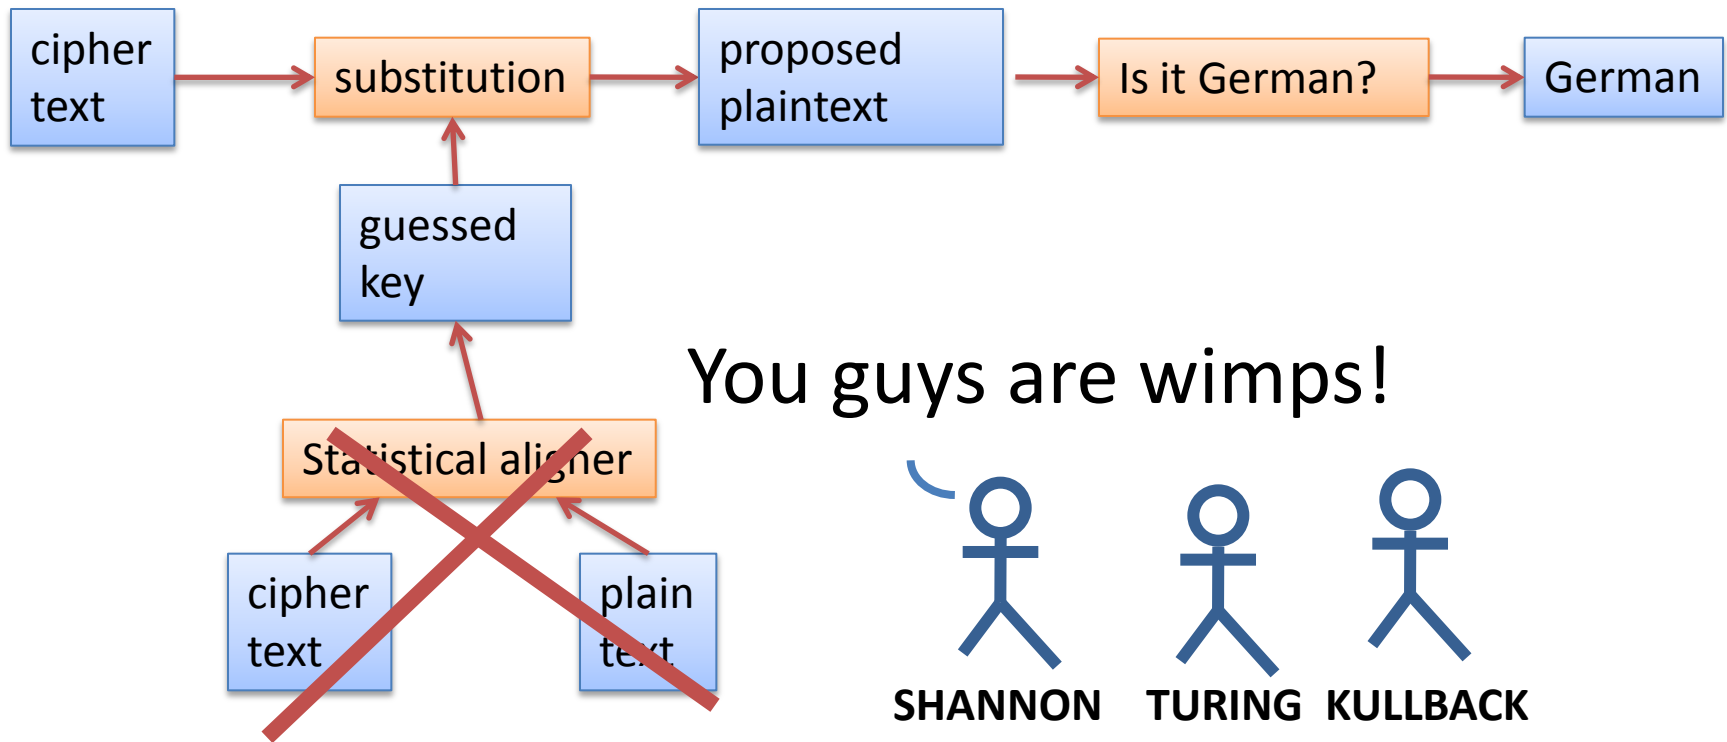 cipher
text
substitution
proposed
plaintext
Is it German?
German
guessed
key
You guys are wimps!
Statistical aligner
cipher
text
plain
text
SHANNON
TURING
KULLBACK